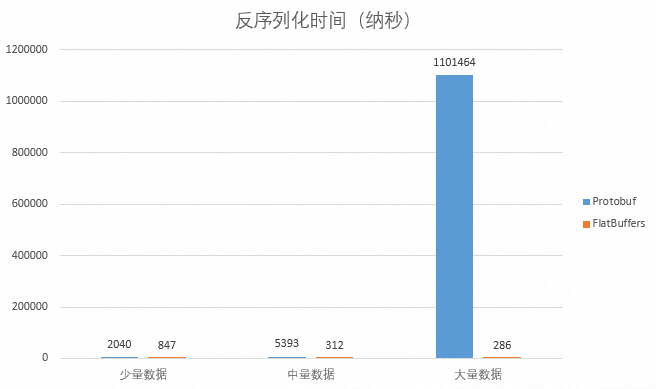 反序列化时间（纳秒）
1200000
1000000
800000
600000
400000
200000
0
1101464
2040
847
5393
312
286
少量数据
中量数据
大量数据
Protobuf
FlatBuffers